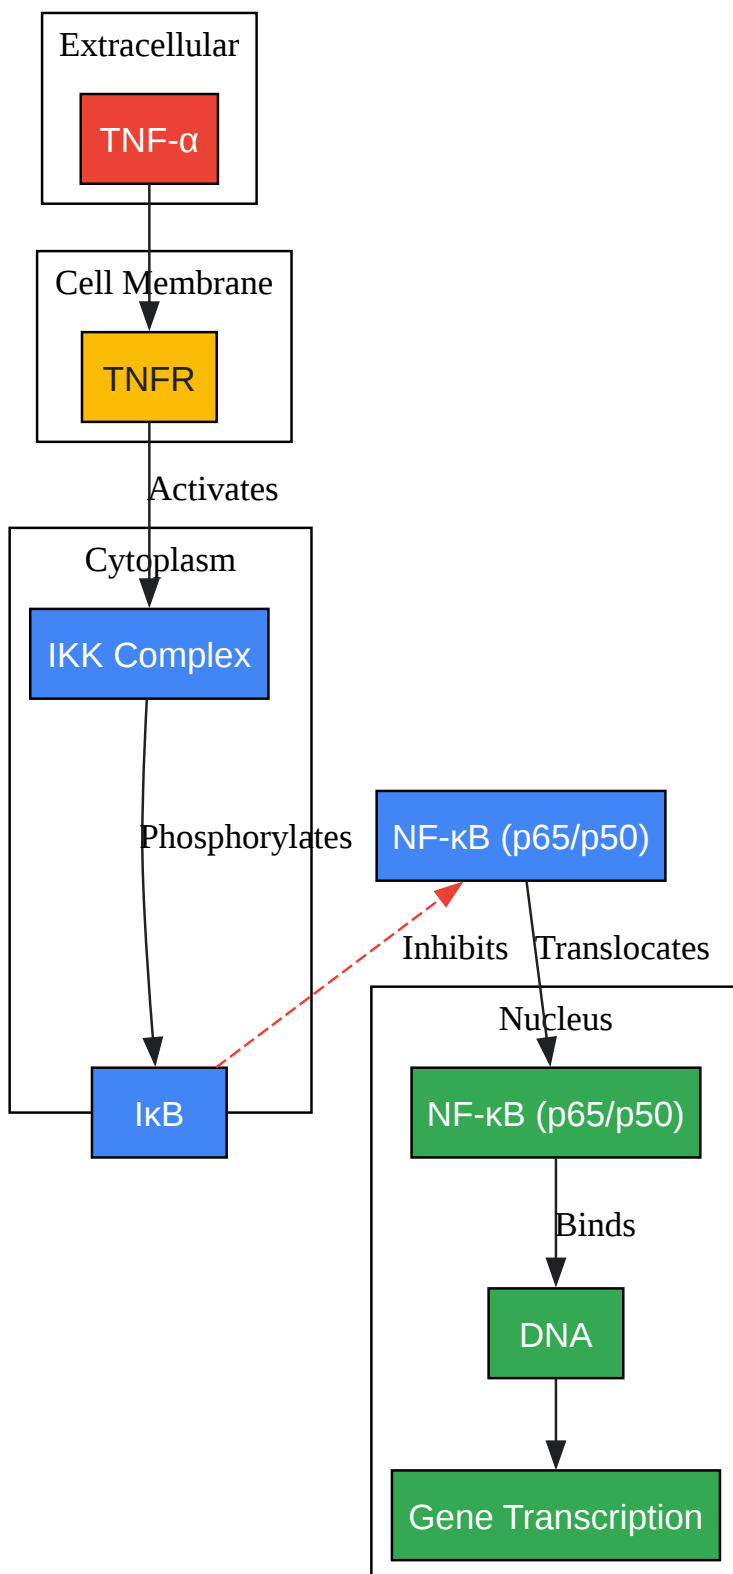 Extracellular
TNF-α
Cell Membrane
TNFR
Activates
Cytoplasm
IKK Complex
Phosphorylates
NF-κB (p65/p50)
Inhibits
Translocates
Nucleus
IκB
NF-κB (p65/p50)
Binds
DNA
Gene Transcription